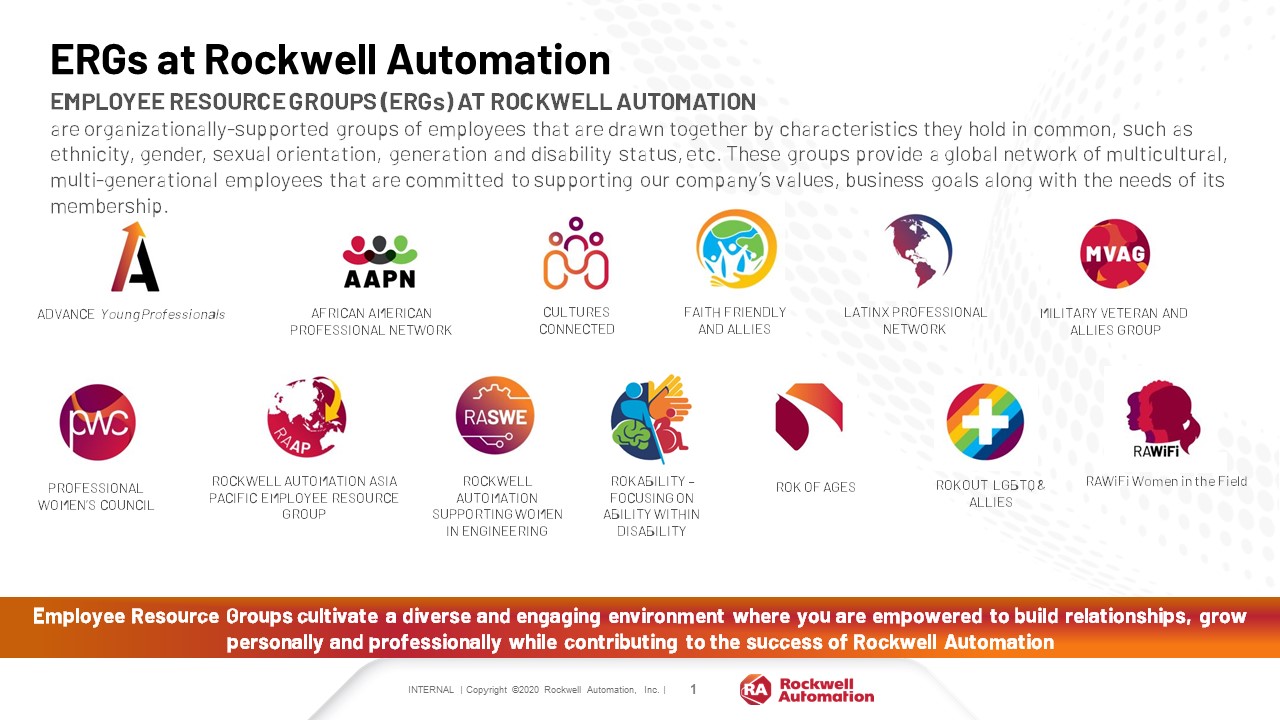 ERGs at Rockwell Automation
EMPLOYEE RESOURCE GROUPS (ERGs) AT ROCKWELL AUTOMATION
are organizationally-supported groups of employees that are drawn together by characteristics they hold in common, such as
ethnicity, gender, sexual orientation, generation and disability status, etc. These groups provide a global network of multicultural,
multi-generational employees that are committed to supporting our company's values, business goals along with the needs of its
membership.
A
ADVANCE Young Professionals
AAPN
AFRICAN AMERICAN
PROFESSIONAL NETWORK
CULTURES
CONNECTED
FAITH FRIENDLY
AND ALLIES
LATINX PROFESSIONAL
NETWORK
MVAG
MILITARY VETERAN AND
ALLIES GROUP
pwc
PROFESSIONAL
WOMEN'S COUNCIL
RAAP
ROCKWELL AUTOMATION ASIA
PACIFIC EMPLOYEE RESOURCE
GROUP
RASWE
ROCKWELL
AUTOMATION
SUPPORTING WOMEN
IN ENGINEERING
ROKABILITY –
FOCUSING ON
ABILITY WITHIN
DISABILITY
ROK OF AGES
ROKOUT LGBTQ &
ALLIES
RAWiFi
RAWiFi Women in the Field
Employee Resource Groups cultivate a diverse and engaging environment where you are empowered to build relationships, grow
personally and professionally while contributing to the success of Rockwell Automation
INTERNAL | Copyright ©2020 Rockwell Automation, Inc. | 1
RA Rockwell
Automation